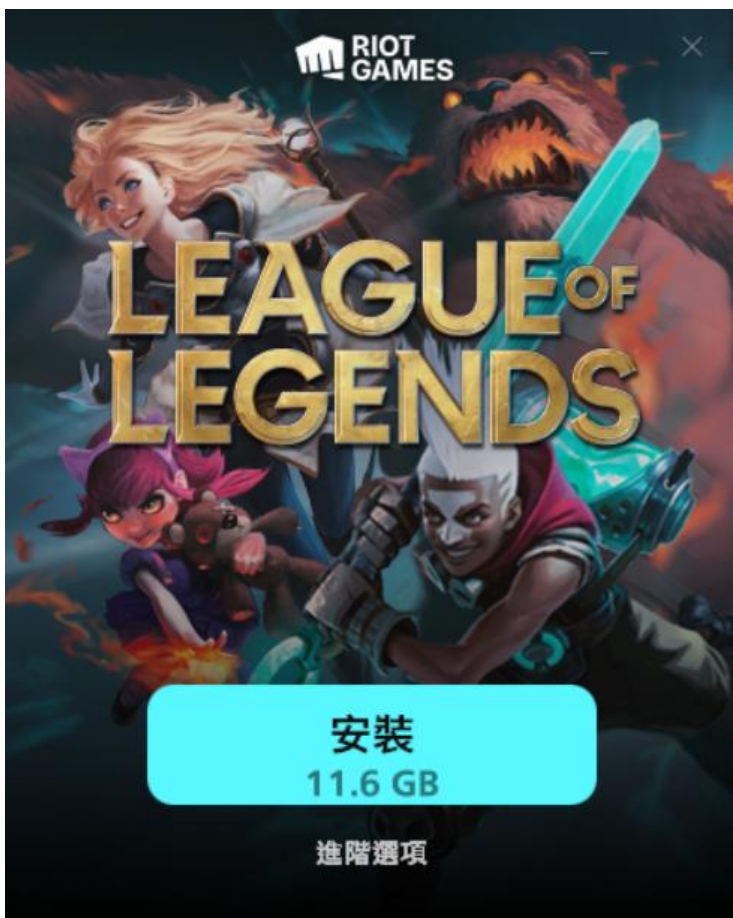 RIOT
GAMES
LEAGUE OF
LEGENDS
安裝
11.6 GB
進階選項